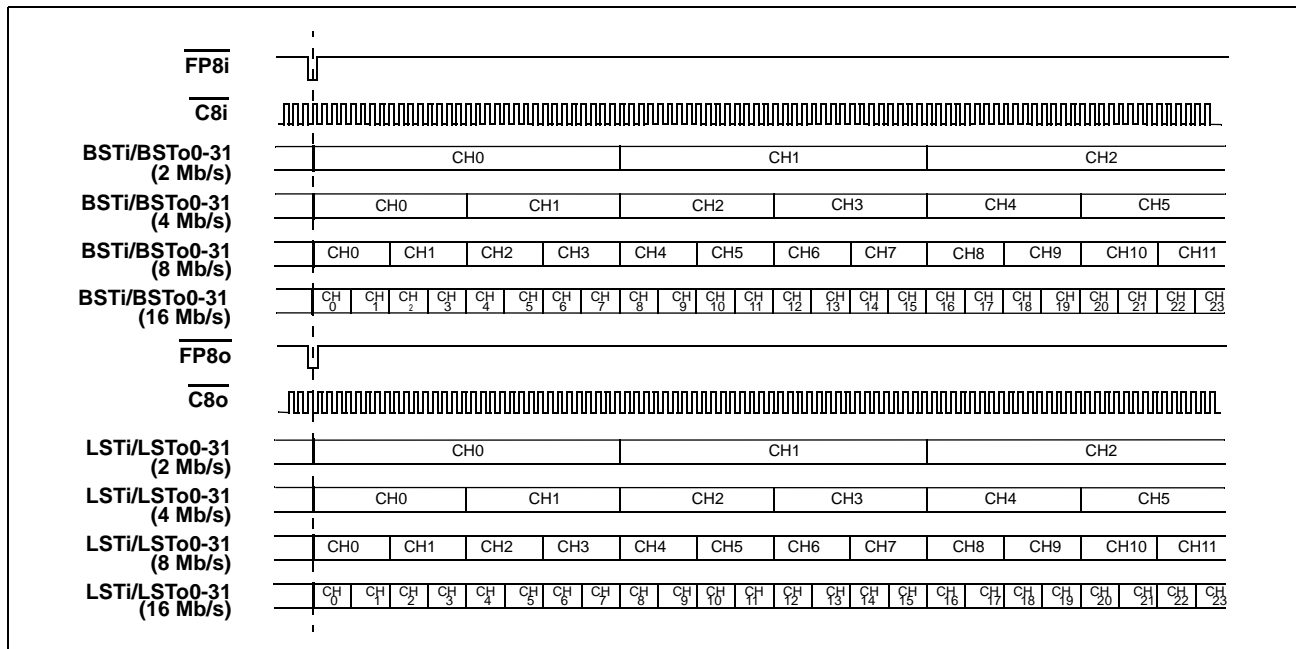 FP8i
C8i
BSTi/BSTo0-31
(2 Mb/s)
CH0 CH1 CH2
BSTi/BSTo0-31
(4 Mb/s)
CH0 CH1 CH2 CH3 CH4 CH5
BSTi/BSTo0-31
(8 Mb/s)
CH0 CH1 CH2 CH3 CH4 CH5 CH6 CH7 CH8 CH9 CH10 CH11
BSTi/BSTo0-31
(16 Mb/s)
CH CH CH CH CH CH CH CH CH CH CH CH CH CH CH CH CH CH CH CH CH CH CH CH
0 1 2 3 4 5 6 7 8 9 10 11 12 13 14 15 16 17 18 19 20 21 22 23
FP8o
C8o
LSTi/LSTo0-31
(2 Mb/s)
CH0 CH1 CH2
LSTi/LSTo0-31
(4 Mb/s)
CH0 CH1 CH2 CH3 CH4 CH5
LSTi/LSTo0-31
(8 Mb/s)
CH0 CH1 CH2 CH3 CH4 CH5 CH6 CH7 CH8 CH9 CH10 CH11
LSTi/LSTo0-31
(16 Mb/s)
CH CH CH CH CH CH CH CH CH CH CH CH CH CH CH CH CH CH CH CH CH CH CH CH
0 1 2 3 4 5 6 7 8 9 10 11 12 13 14 15 16 17 18 19 20 21 22 23